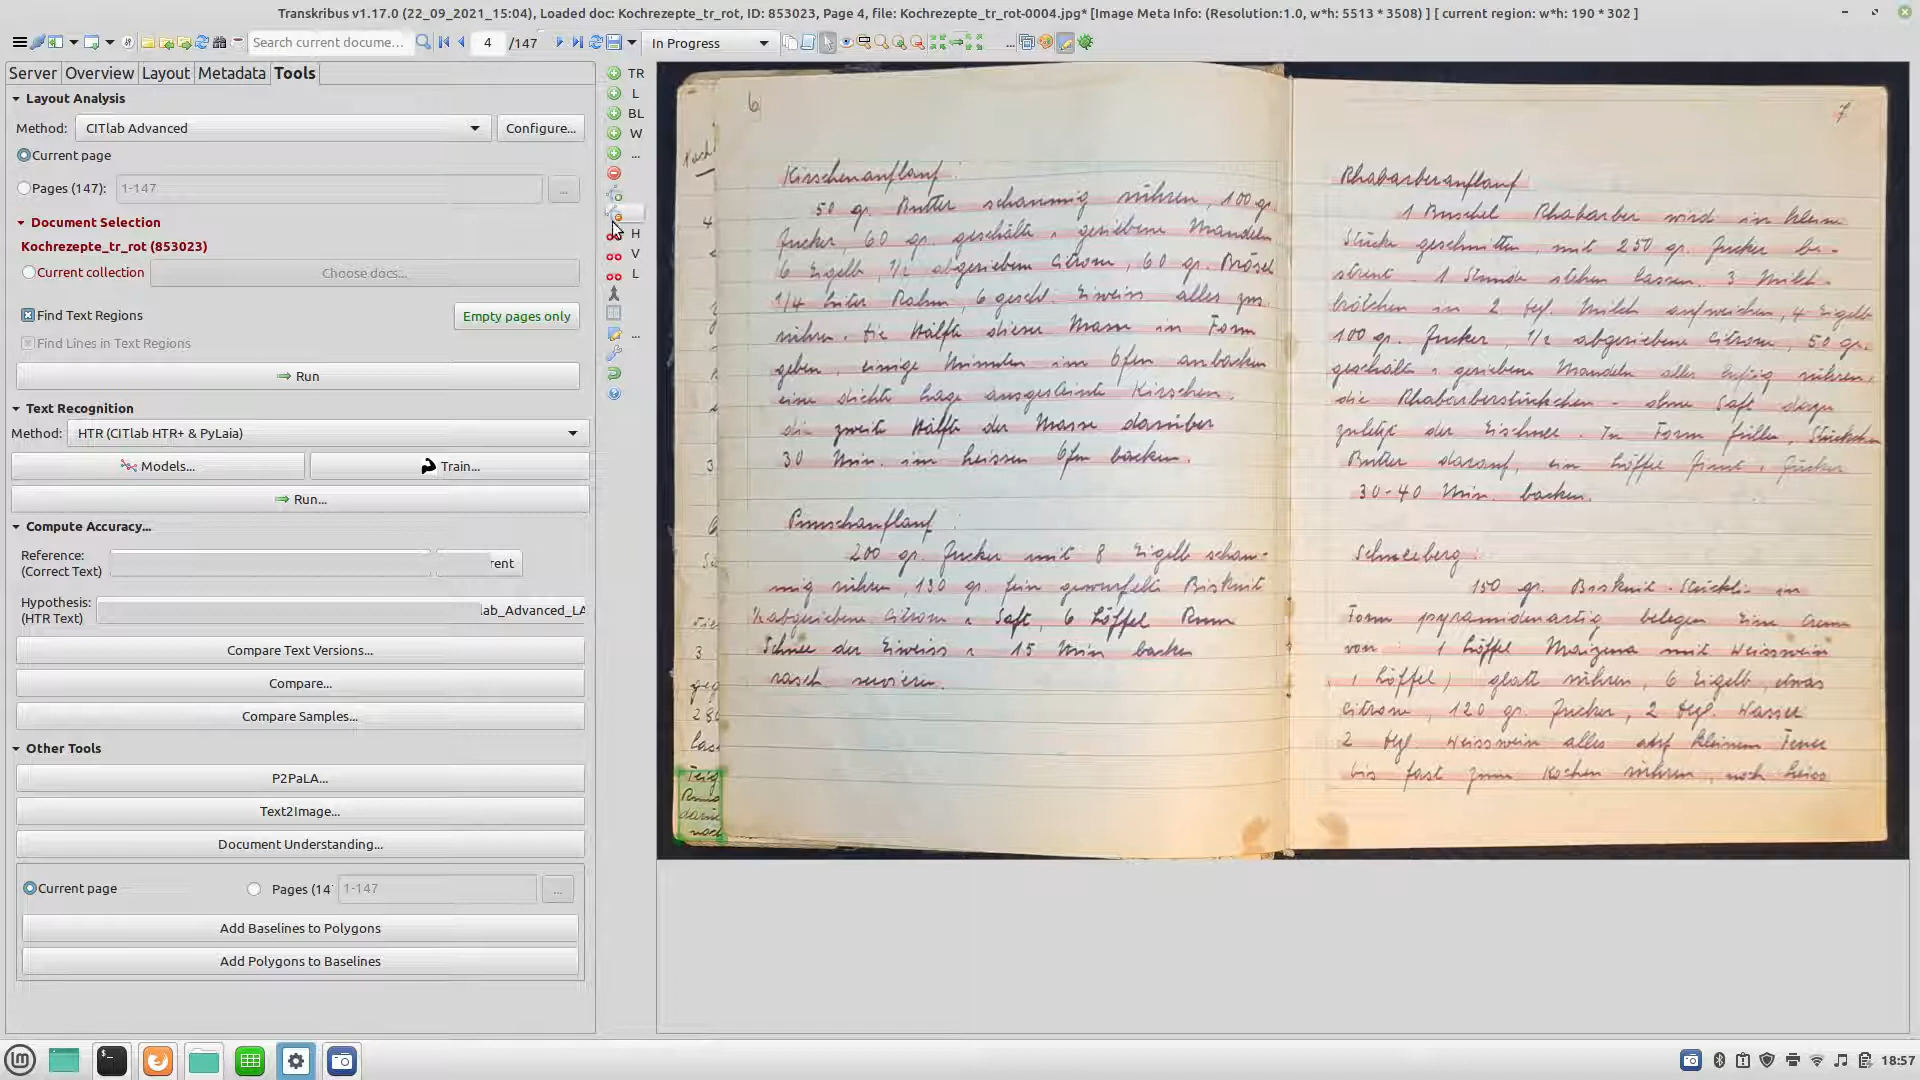 Transkribus v1.17.0 (22_09_2021_15:04), Loaded doc: Kochrezepte_tr_rot, ID: 853023, Page 4, file: Kochrezepte_tr_rot-0004.jpg* [Image Meta Info: (Resolution:1.0, w*h: 5513 * 3508) ] [ current region: w*h: 190 * 302 ]
Search current docume...
4 /147
In Progress
Server Overview Layout Metadata Tools
Layout Analysis
Method: CITlab Advanced Configure...
Current page
Pages (147): 1-147 ...
Document Selection
Kochrezepte_tr_rot (853023)
Current collection Choose docs...
Find Text Regions Empty pages only
Find Lines in Text Regions
Run
Text Recognition
Method: HTR (CITlab HTR+ & PyLaia)
Models... Train...
Run...
Compute Accuracy...
Reference:
(Correct Text)
rent
Hypothesis:
(HTR Text)
ab_Advanced_LA
Compare Text Versions...
Compare...
Compare Samples...
Other Tools
P2PaLA...
Text2Image...
Document Understanding...
Current page Pages (14 1-147 ...
Add Baselines to Polygons
Add Polygons to Baselines
TR
L
BL
W
...
H
V
L
...
6
Kirschenauflauf :
50 gr. Butter schaumig rühren, 100 gr.
Zucker, 60 gr. geschälte, geriebene Mandeln
6 Eigelb, 1/2 abgeriebene Citrone, 60 gr. Brösel
1/4 Liter Rahm, 6 geschl. Eiweiss alles zus.
rühren. die Hälfte dieser Masse in Form
geben, einige Minuten im Ofen anbacken
eine dichte Lage ausgesteinte Kirschen.
die zweite Hälfte der Masse darüber
30 Min. im heissen Ofen backen.
Punschauflauf :
200 gr. Zucker mit 8 Eigelb schau-
mig rühren, 130 gr. fein gewürfelte Biskuit
1/2 abgeriebene Citrone & Saft, 6 Löffel Rum
Schnee der Eiweiss & 15 Min backen
rasch servieren.
7
Rhabarberauflauf
1 Buschel Rhabarber wird in kleine
Stücke geschnitten, mit 250 gr. Zucker be-
streut. 1 Stunde stehen lassen. 3 Milch-
brötchen in 2 Milch aufweichen, 4 Eigelb
100 gr. Zucker, 1/2 abgeriebene Citrone, 50 gr.
geschälte & geriebene Mandeln alles rühren,
die Rhabarberstückchen - ohne Saft dazu
zuletzt der Eischnee. In Form füllen, Stückchen
Butter darauf, ein Löffel Zimt & Zucker
30-40 Min. backen.
Schneeberg :
150 gr. Biskuit-Stückli in
Form pyramidenartig belegen Eine Creme
von 1 Löffel Maizena mit Weisswein
(1 Löffel) glatt rühren, 6 Eigelb, etwas
Citrone, 120 gr. Zucker, 2 Wasser
2 Weisswein alles auf kleinem Feuer
bis fast zum Kochen rühren, noch heiss
Teig
18:57